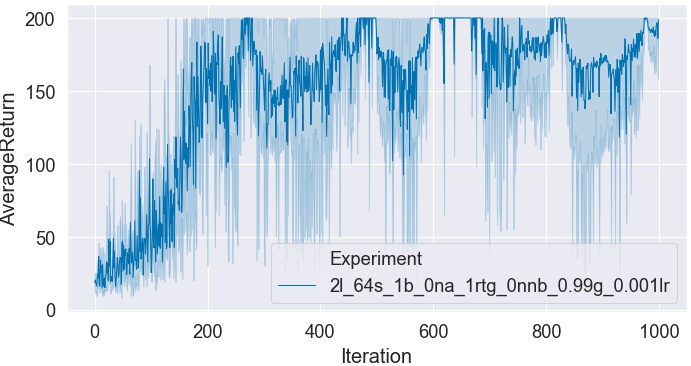 200
150
100
50
0
AverageReturn
Experiment
2l_64s_1b_0na_1rtg_0nnb_0.99g_0.001lr
0 200 400 600 800 1000
Iteration